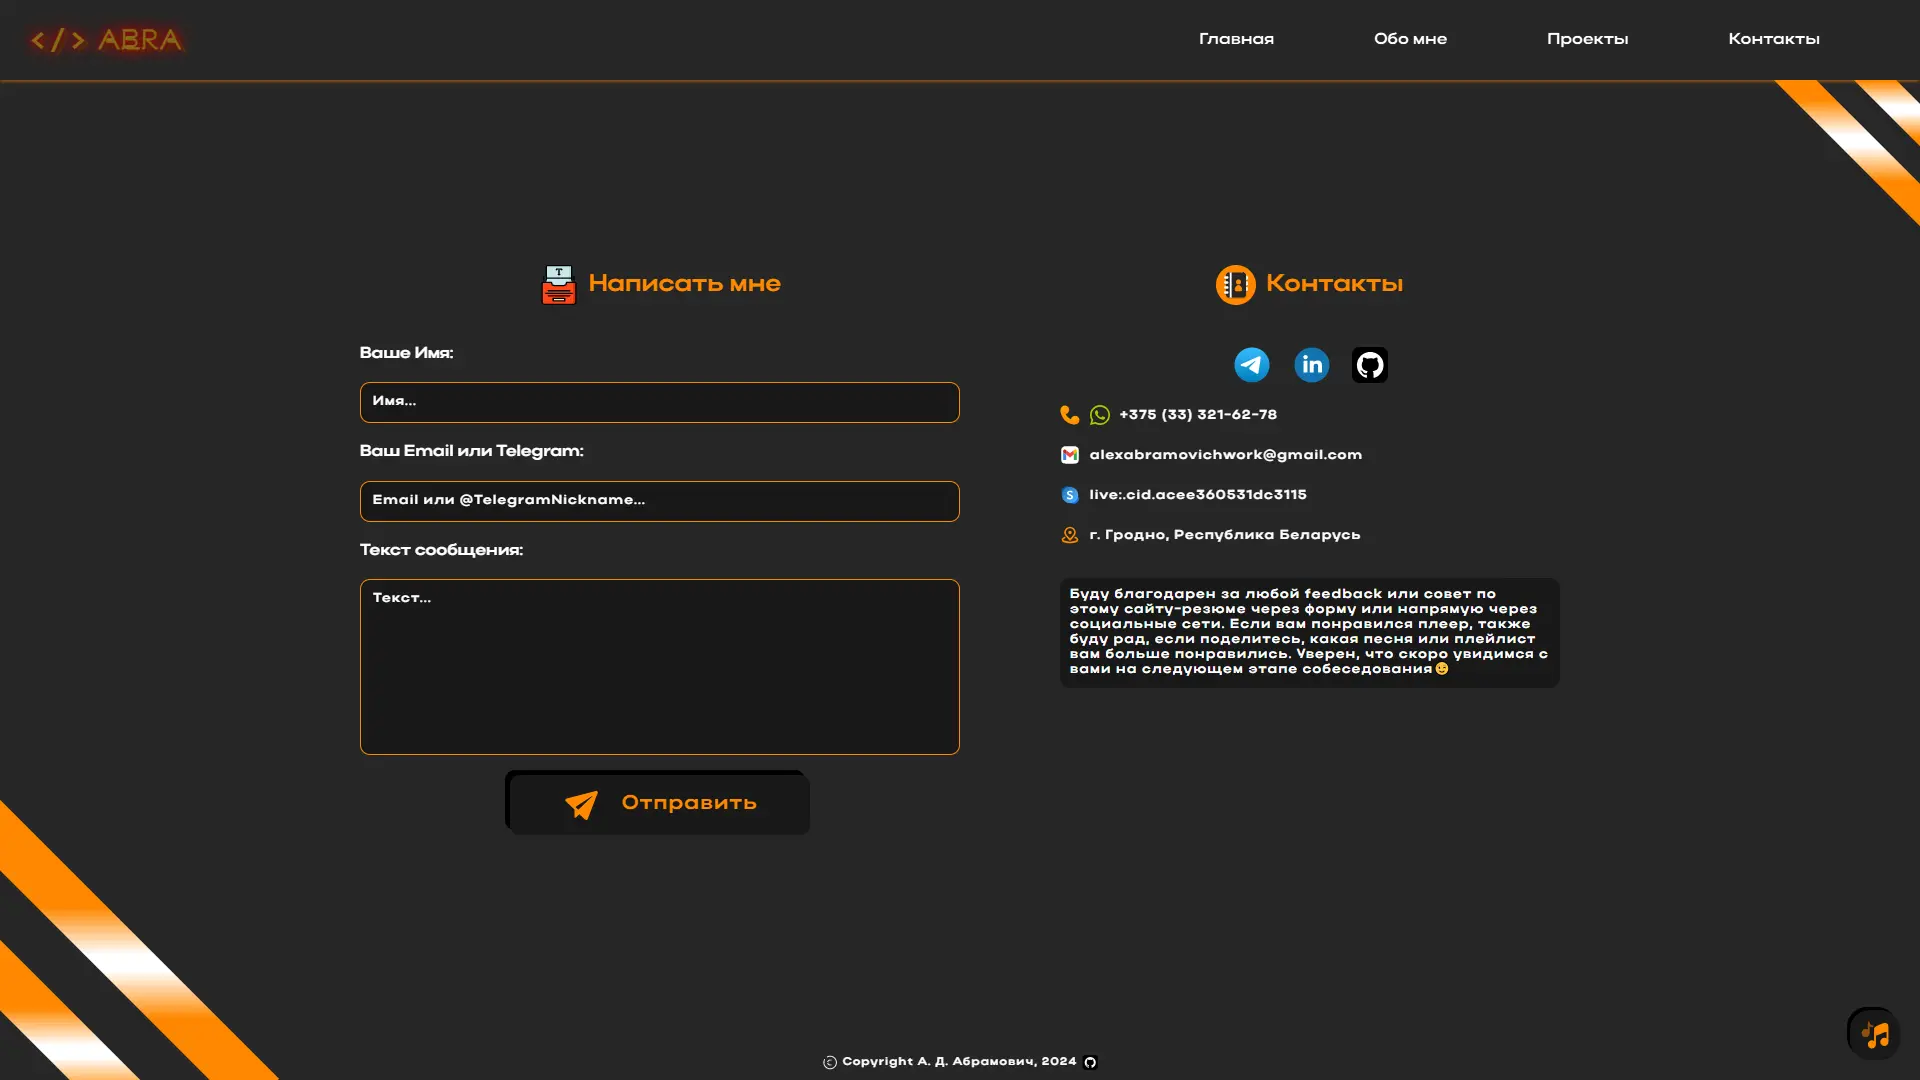 </> ABRA
Главная
Обо мне
Проекты
Контакты
Написать мне
Ваше Имя:
Имя...
Ваш Email или Telegram:
Email или @TelegramNickname...
Текст сообщения:
Текст...
Отправить
Контакты
+375 (33) 321-62-78
alexabramovichwork@gmail.com
live:.cid.acee360531dc3115
г. Гродно, Республика Беларусь
Буду благодарен за любой feedback или совет по
этому сайту-резюме через форму или напрямую через
социальные сети. Если вам понравился плеер, также
буду рад, если поделитесь, какая песня или плейлист
вам больше понравились. Уверен, что скоро увидимся с
вами на следующем этапе собеседования😉
© Copyright А. Д. Абрамович, 2024